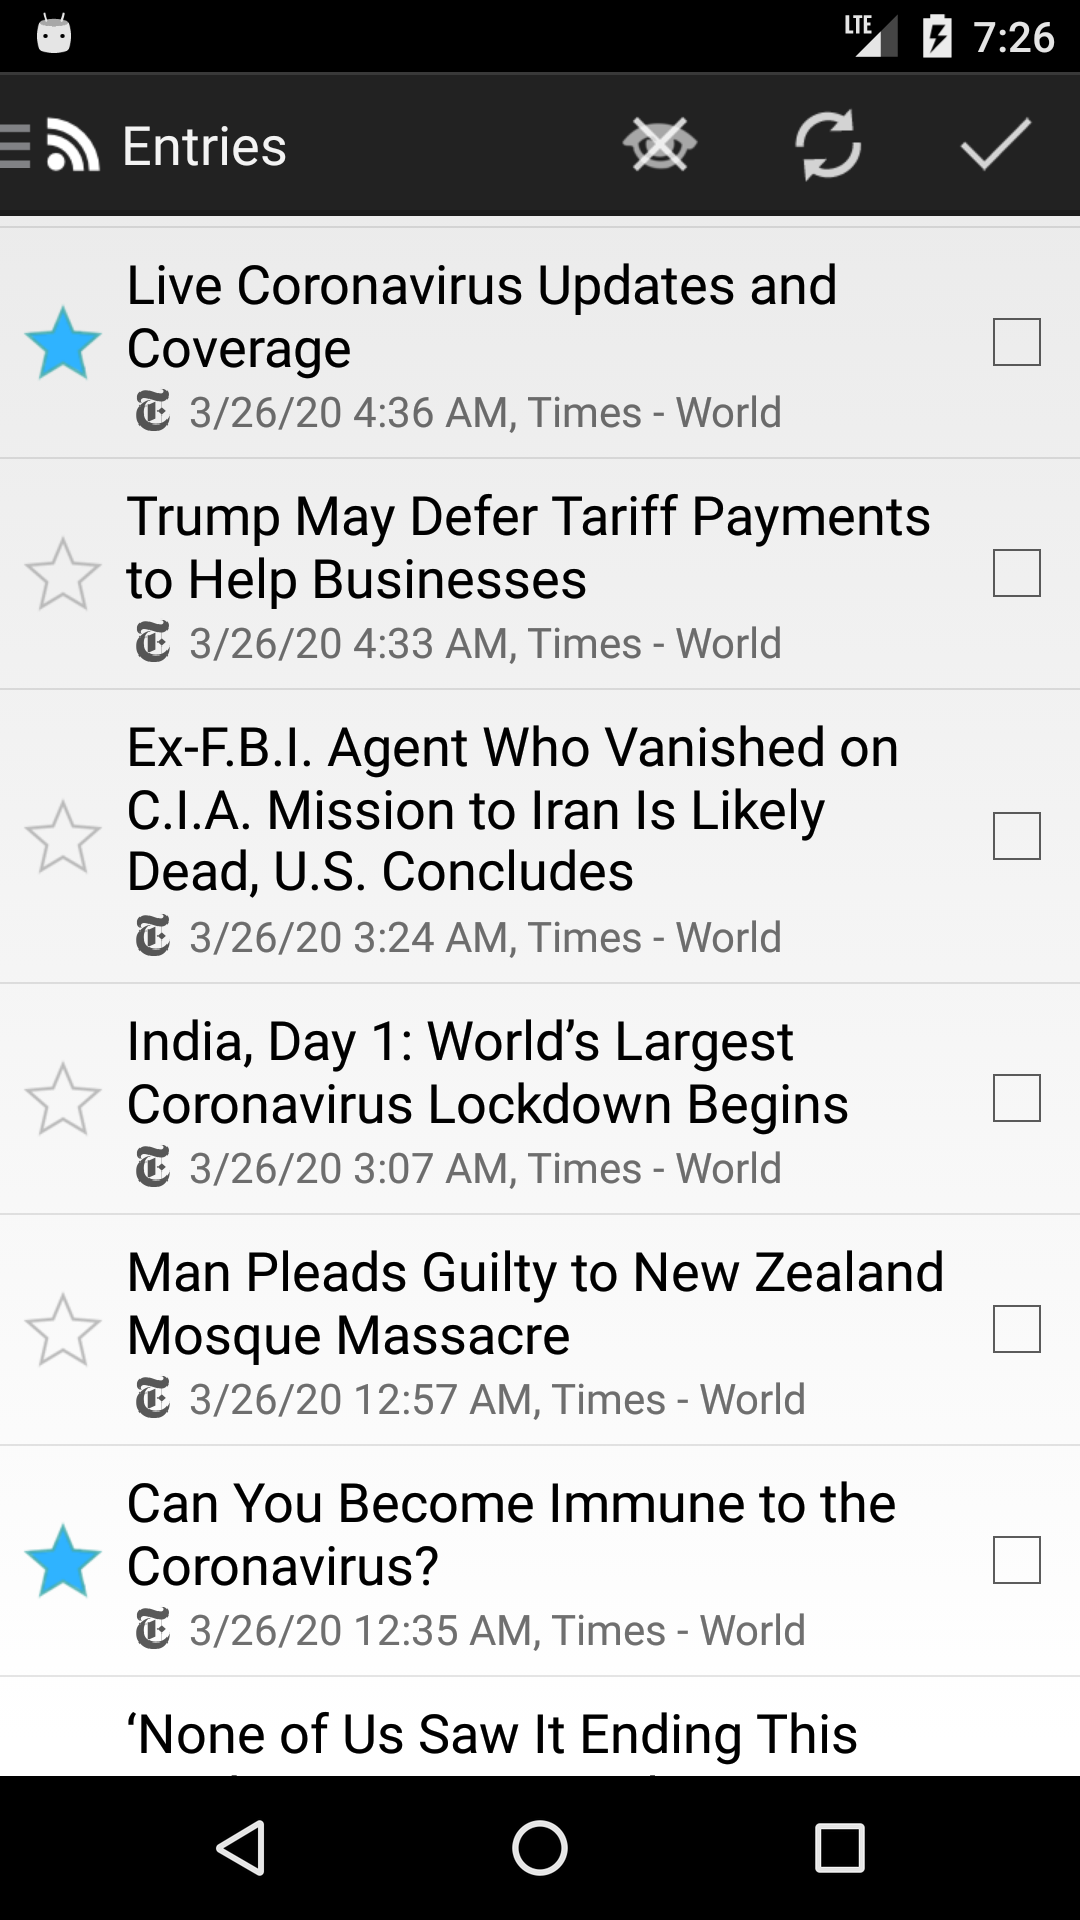 LTE 7:26
Entries
Live Coronavirus Updates and
Coverage
3/26/20 4:36 AM, Times - World
Trump May Defer Tariff Payments
to Help Businesses
3/26/20 4:33 AM, Times - World
Ex-F.B.I. Agent Who Vanished on
C.I.A. Mission to Iran Is Likely
Dead, U.S. Concludes
3/26/20 3:24 AM, Times - World
India, Day 1: World’s Largest
Coronavirus Lockdown Begins
3/26/20 3:07 AM, Times - World
Man Pleads Guilty to New Zealand
Mosque Massacre
3/26/20 12:57 AM, Times - World
Can You Become Immune to the
Coronavirus?
3/26/20 12:35 AM, Times - World
‘None of Us Saw It Ending This